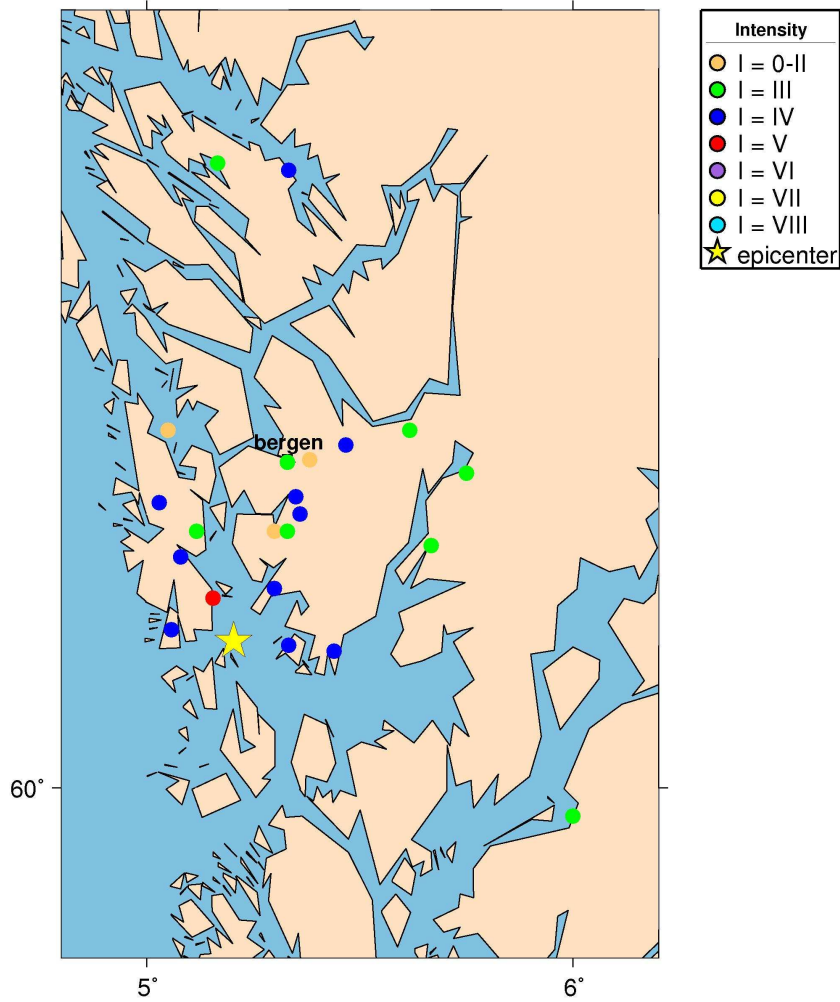 Intensity
I = 0-II
I = III
I = IV
I = V
I = VI
I = VII
I = VIII
epicenter
bergen
60°
5°
6°